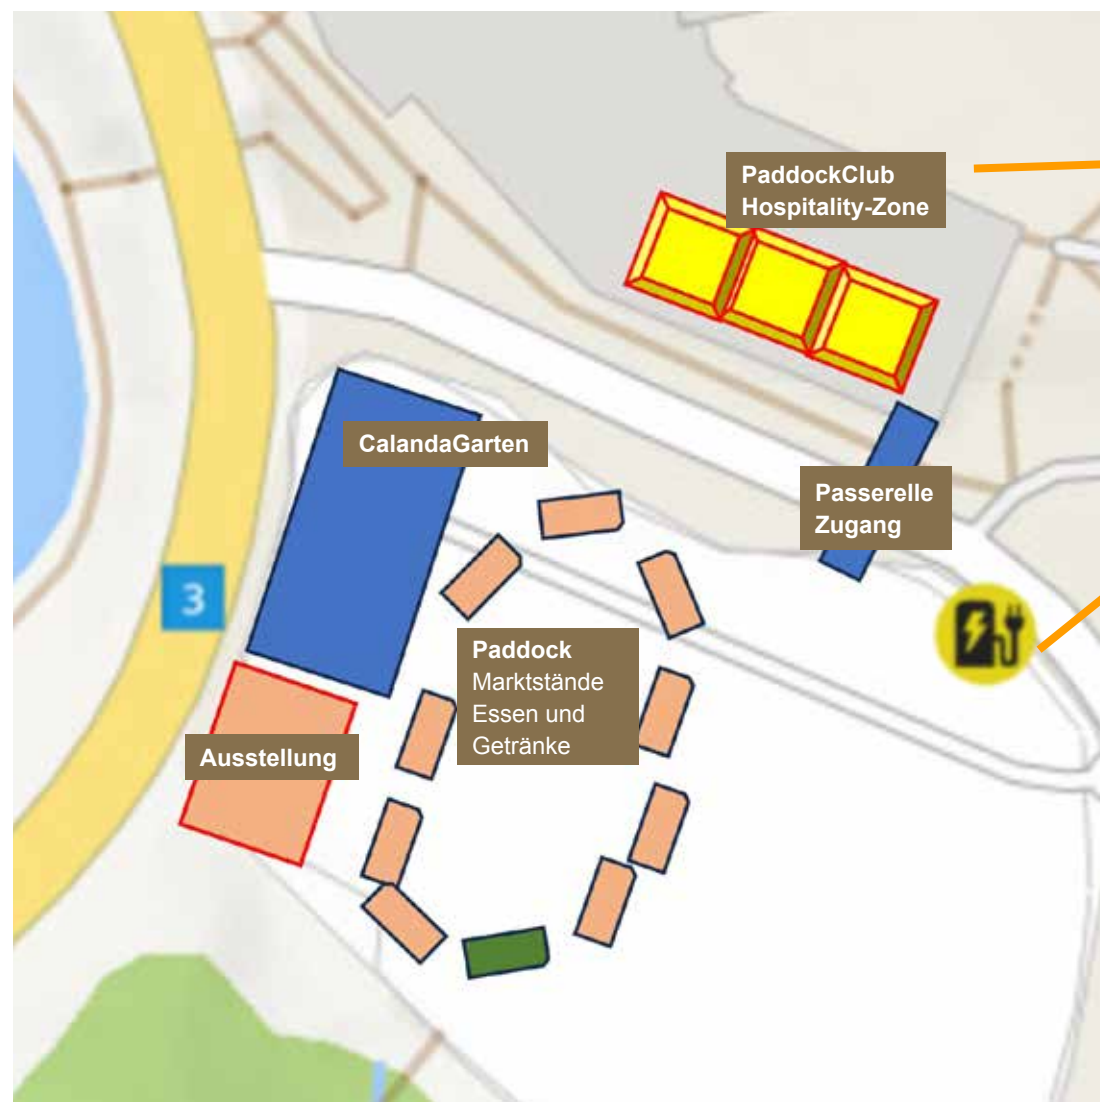 PaddockClub
Hospitality-Zone
CalandaGarten
Passerelle
Zugang
3
Paddock
Marktstände
Essen und
Getränke
Ausstellung